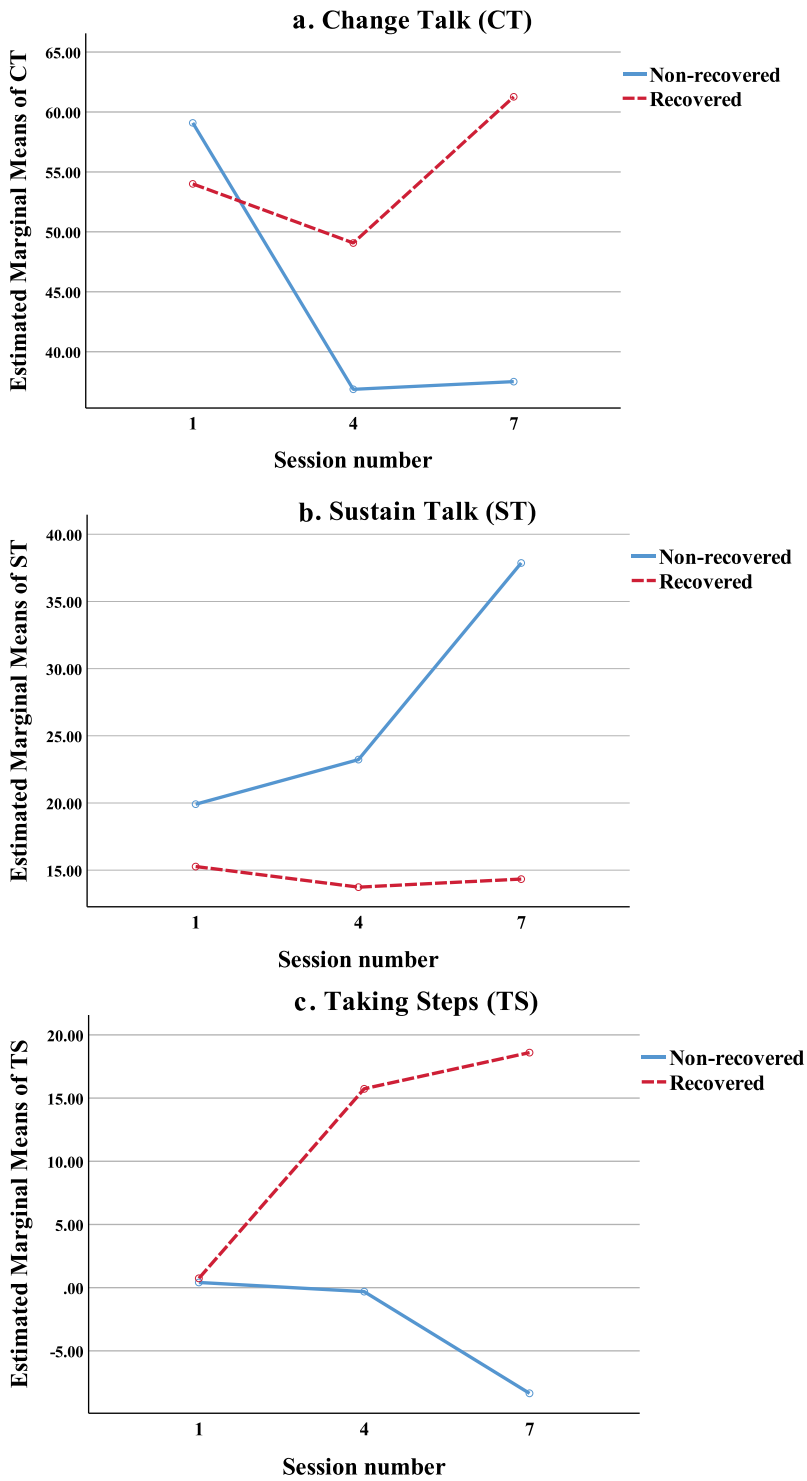 a. Change Talk (CT)
Estimated Marginal Means of CT
65.00
60.00
55.00
50.00
45.00
40.00
1 4 7
Session number
Non-recovered
Recovered
b. Sustain Talk (ST)
Estimated Marginal Means of ST
40.00
35.00
30.00
25.00
20.00
15.00
1 4 7
Session number
Non-recovered
Recovered
c. Taking Steps (TS)
Estimated Marginal Means of TS
20.00
15.00
10.00
5.00
.00
-5.00
1 4 7
Session number
Non-recovered
Recovered